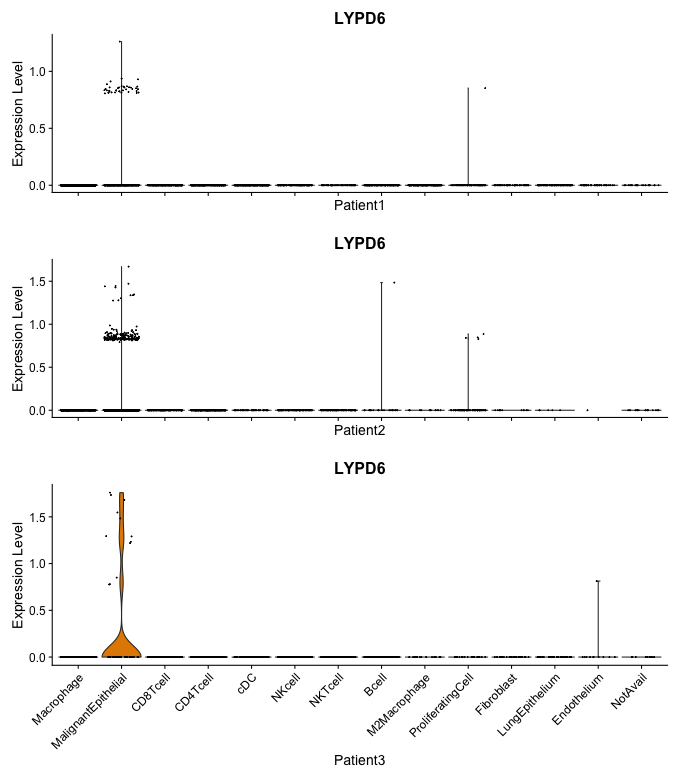 LYPD6
Expression Level
1.0
0.5
0.0
Patient1
LYPD6
Expression Level
1.5
1.0
0.5
0.0
Patient2
LYPD6
Expression Level
1.5
1.0
0.5
0.0
Macrophage
MalignantEpithelial
CD8Tcell
CD4Tcell
cDC
NKcell
NKTcell
Bcell
M2Macrophage
ProliferatingCell
Fibroblast
LungEpithelium
Endothelium
NotAvail
Patient3